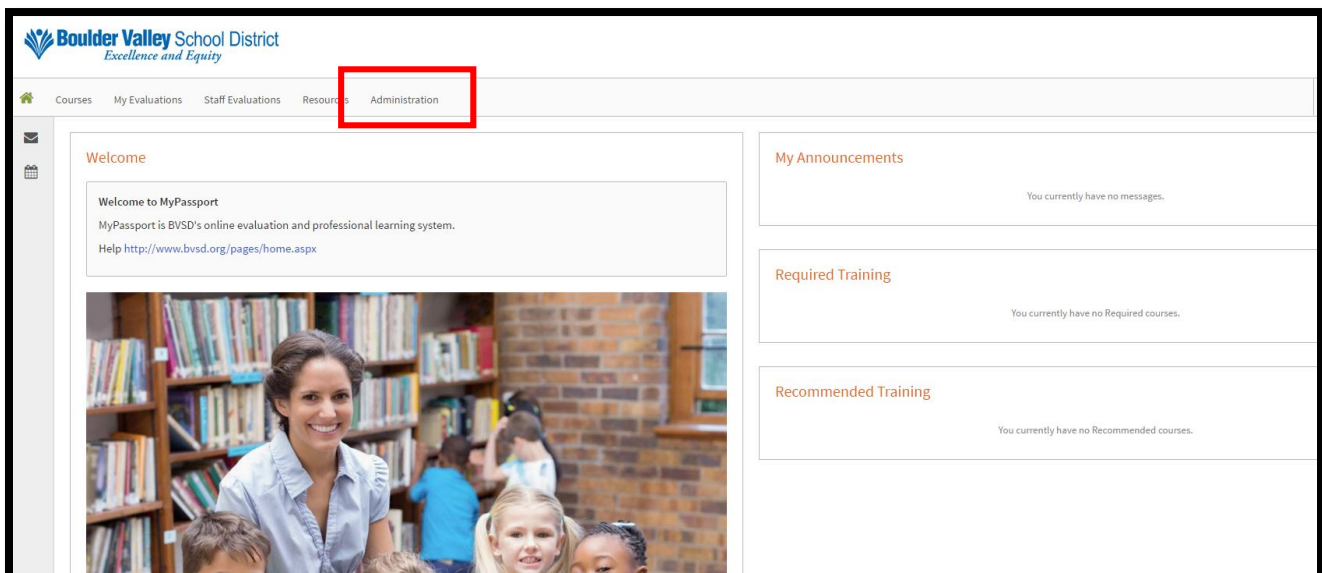 Boulder Valley School District
Excellence and Equity
Courses My Evaluations Staff Evaluations Resources Administration
Welcome
Welcome to MyPassport
MyPassport is BVSD's online evaluation and professional learning system.
Help http://www.bvsd.org/pages/home.aspx
My Announcements
You currently have no messages.
Required Training
You currently have no Required courses.
Recommended Training
You currently have no Recommended courses.